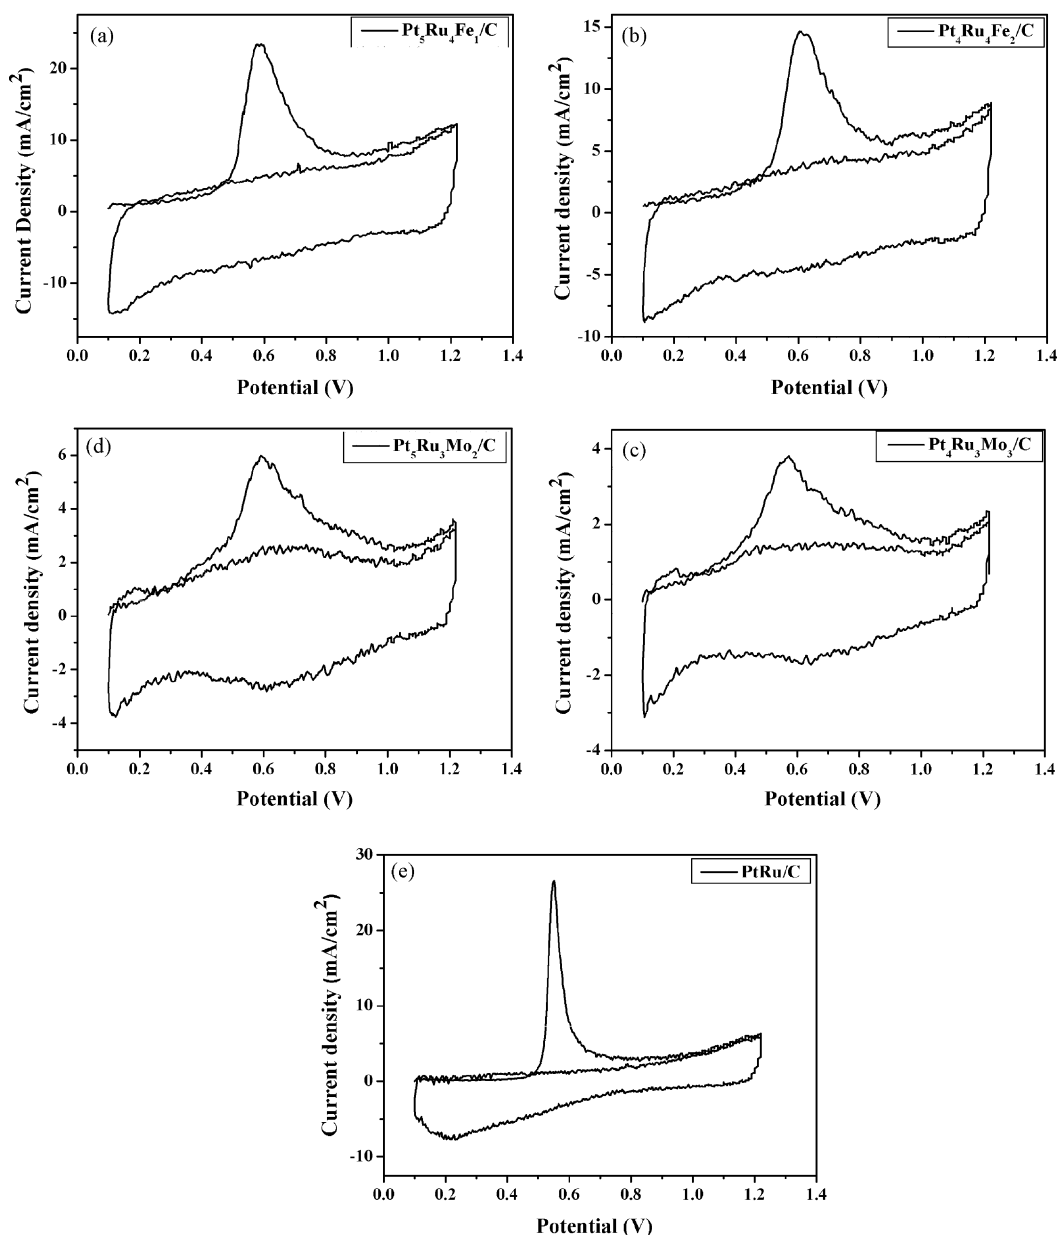 (a)
Pt5Ru4Fe1/C
Current Density (mA/cm2)
20
10
0
-10
0.0 0.2 0.4 0.6 0.8 1.0 1.2 1.4
Potential (V)
(b)
Pt4Ru4Fe2/C
Current density (mA/cm2)
15
10
5
0
-5
-10
0.0 0.2 0.4 0.6 0.8 1.0 1.2 1.4
Potential (V)
(d)
Pt5Ru3Mo2/C
Current density (mA/cm2)
6
4
2
0
-2
-4
0.0 0.2 0.4 0.6 0.8 1.0 1.2 1.4
Potential (V)
(c)
Pt4Ru3Mo3/C
Current density (mA/cm2)
4
2
0
-2
-4
0.0 0.2 0.4 0.6 0.8 1.0 1.2 1.4
Potential (V)
(e)
PtRu/C
Current density (mA/cm2)
30
20
10
0
-10
0.0 0.2 0.4 0.6 0.8 1.0 1.2 1.4
Potential (V)